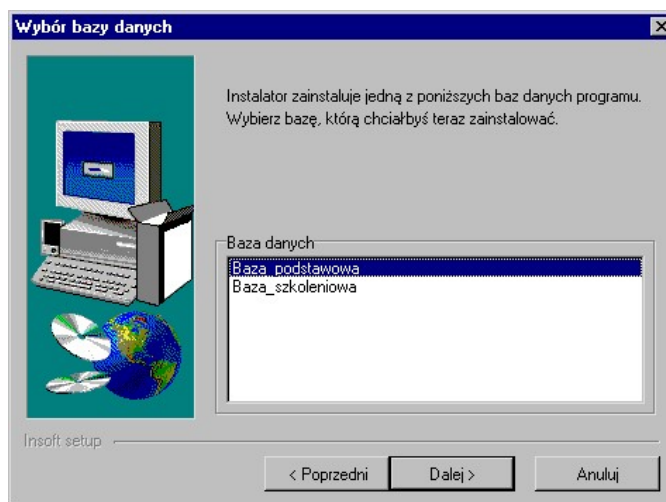 Wybór bazy danych
Instalator zainstaluje jedną z poniższych baz danych programu.
Wybierz bazę, którą chciałbyś teraz zainstalować.
Baza danych
Baza_podstawowa
Baza_szkoleniowa
Insoft setup
< Poprzedni
Dalej >
Anuluj